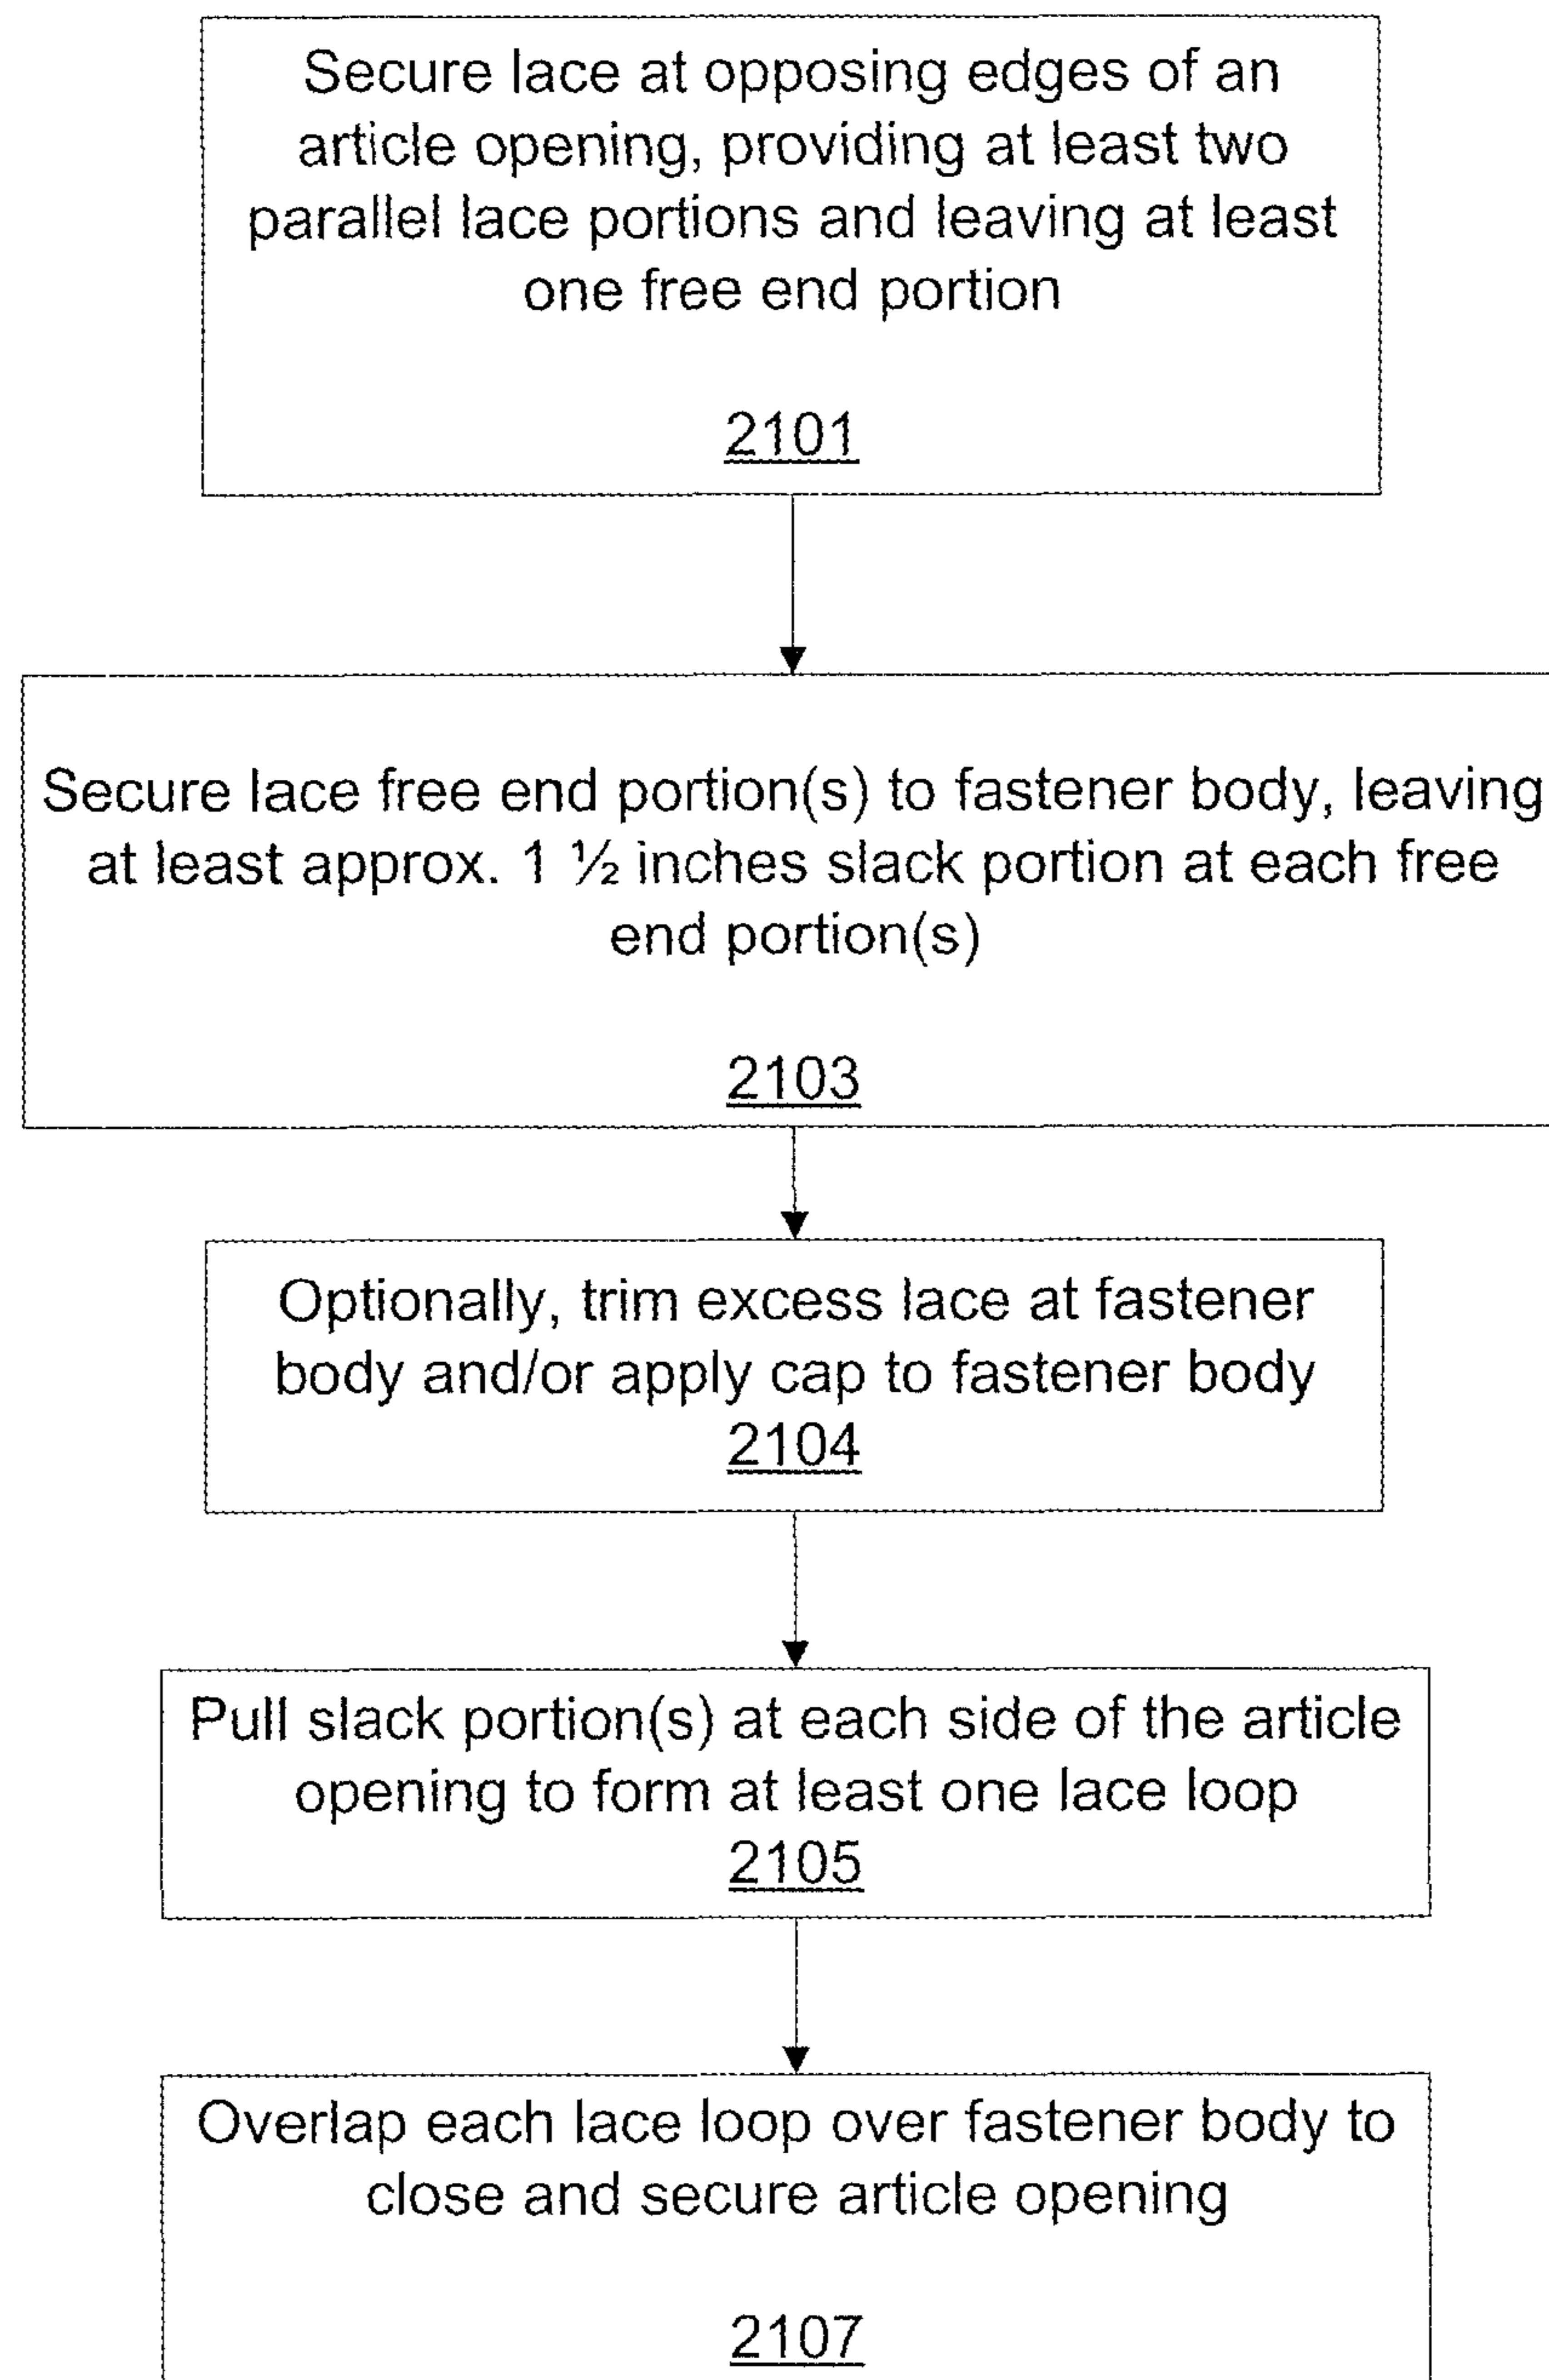 Secure lace at opposing edges of an
article opening, providing at least two
parallel lace portions and leaving at least
one free end portion
2101
Secure lace free end portion(s) to fastener body, leaving
at least approx. 1 ½ inches slack portion at each free
end portion(s)
2103
Optionally, trim excess lace at fastener
body and/or apply cap to fastener body
2104
Pull slack portion(s) at each side of the article
opening to form at least one lace loop
2105
Overlap each lace loop over fastener body to
close and secure article opening
2107